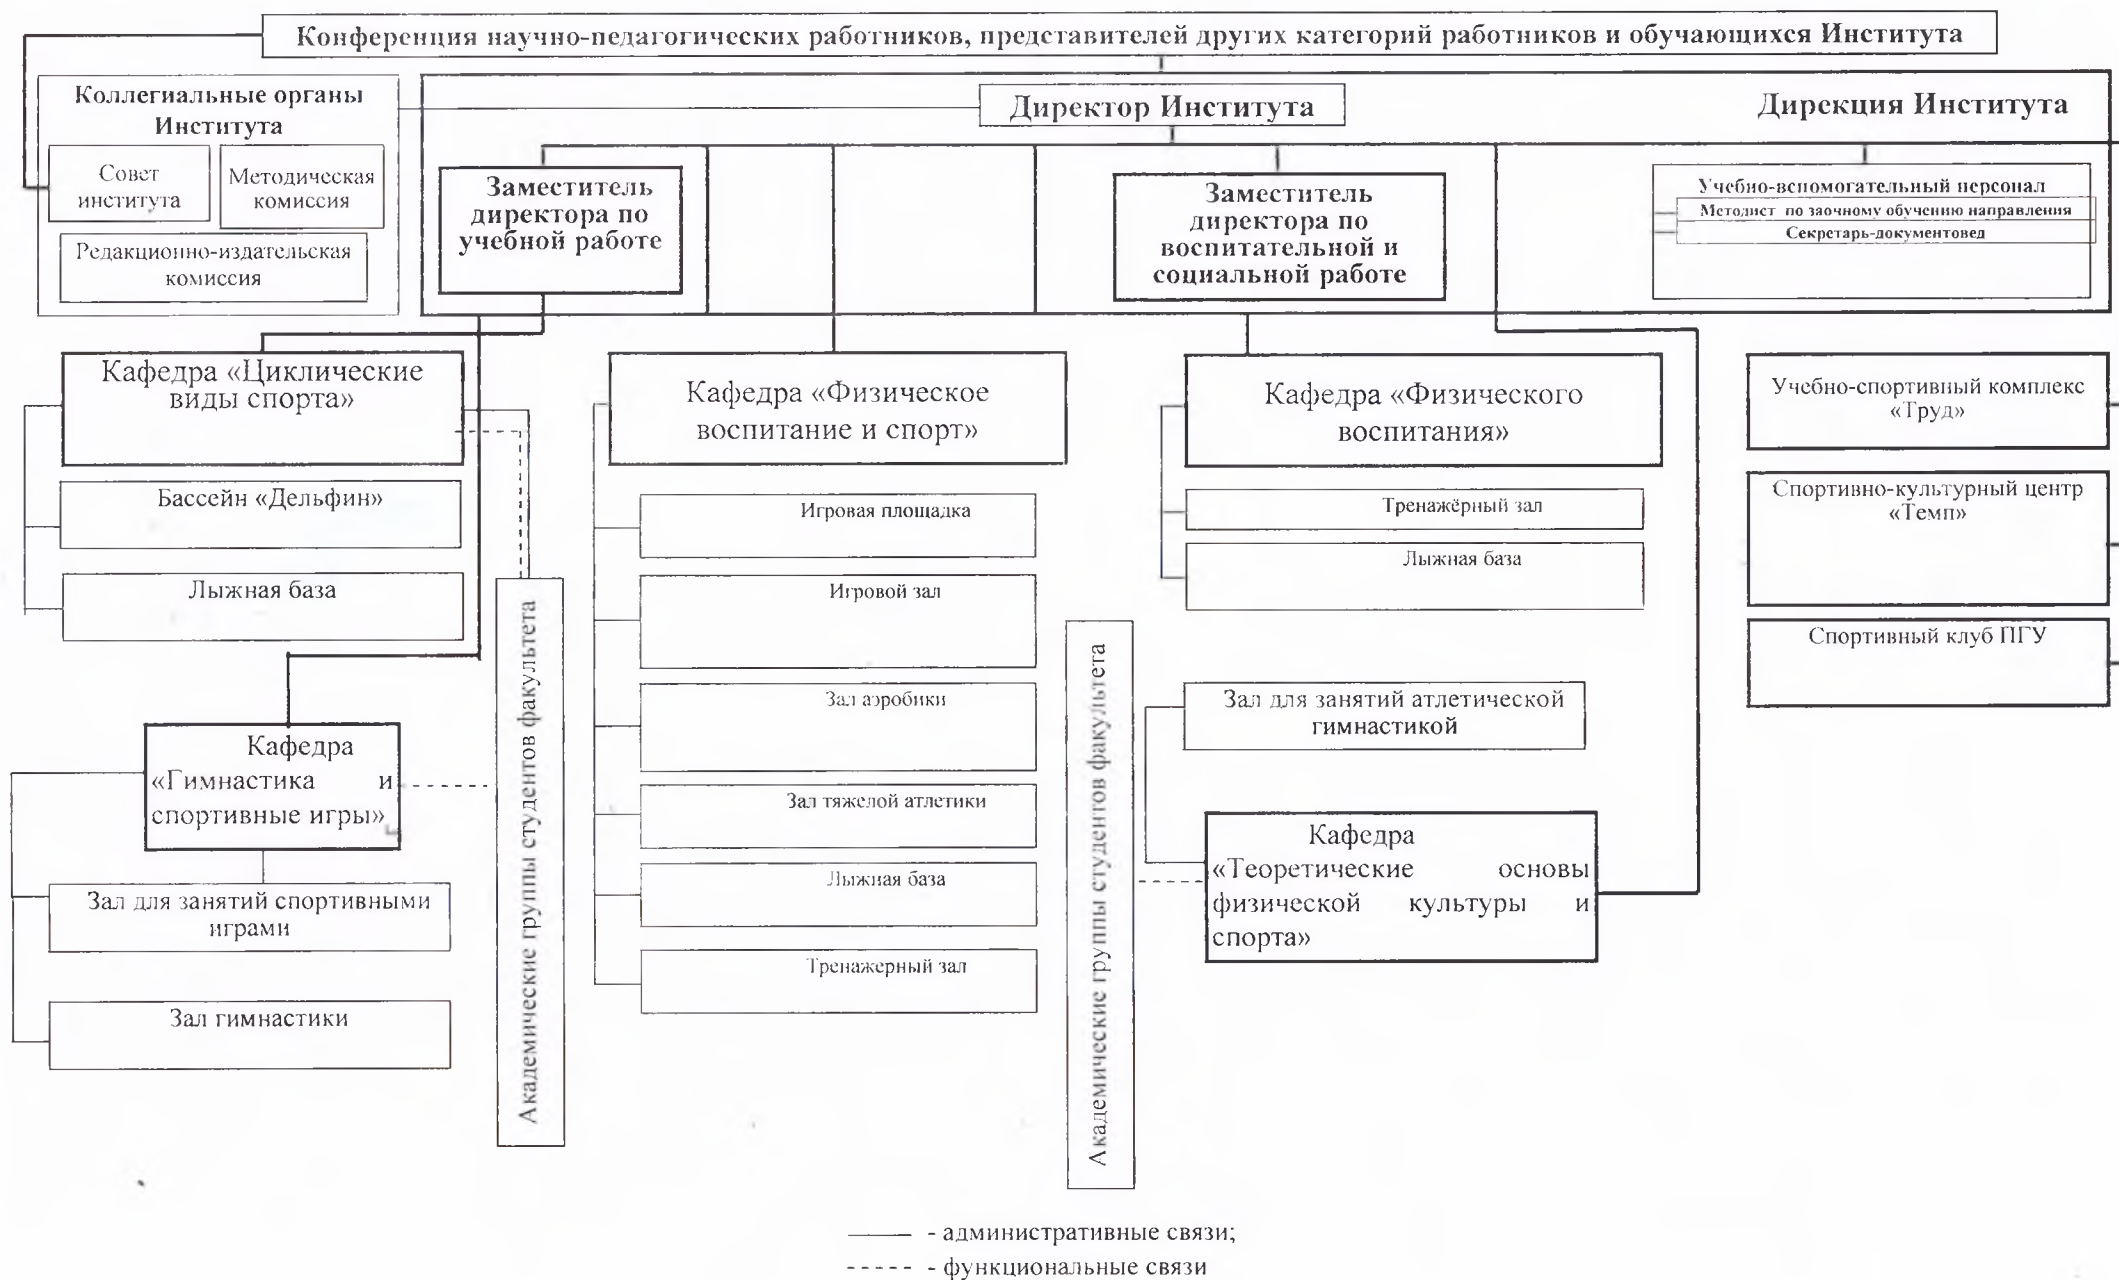 Конференция научно-педагогических работников, представителей других категорий работников и обучающихся Института
Коллегиальные органы
Института
Совет
института
Методическая
комиссия
Редакционно-издательская
комиссия
Директор Института
Дирекция Института
Заместитель
директора по
учебной работе
Заместитель
директора по
воспитательной и
социальной работе
Учебно-вспомогательный персонал
Методист по заочному обучению направления
Секретарь-документовед
Кафедра «Циклические
виды спорта»
Бассейн «Дельфин»
Лыжная база
Кафедра
«Гимнастика и
спортивные игры»
Зал для занятий спортивными
играми
Зал гимнастики
Академические группы студентов факультета
Кафедра «Физическое
воспитание и спорт»
Игровая площадка
Игровой зал
Зал аэробики
Зал тяжелой атлетики
Лыжная база
Тренажерный зал
Академические группы студентов факультета
Кафедра «Физического
воспитания»
Тренажёрный зал
Лыжная база
Зал для занятий атлетической
гимнастикой
Кафедра
«Теоретические основы
физической культуры и
спорта»
Учебно-спортивный комплекс
«Труд»
Спортивно-культурный центр
«Темп»
Спортивный клуб ПГУ
- административные связи;
- функциональные связи